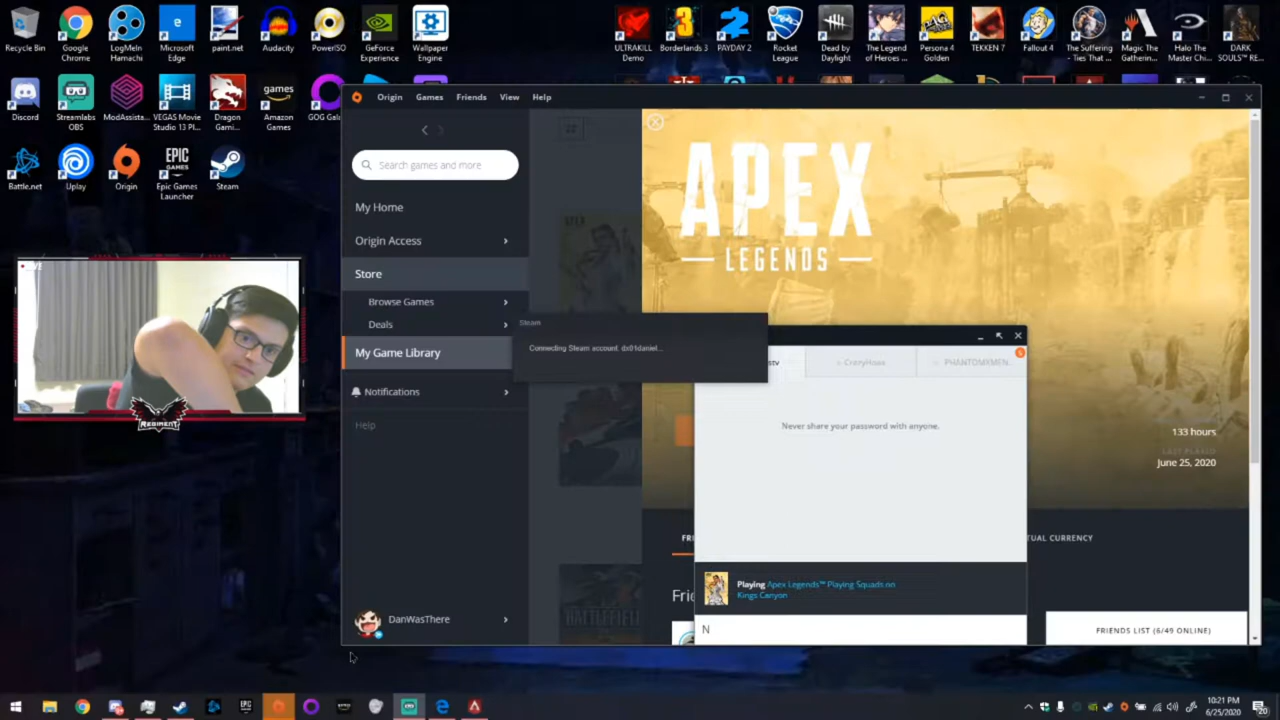 Recycle Bin
Google Chrome
LogMeIn Hamachi
Microsoft Edge
paint.net
Audacity
PowerISO
GeForce Experience
Wallpaper Engine
ULTRAKILL Demo
Borderlands 3
PAYDAY 2
Rocket League
Dead by Daylight
The Legend of Heroes ...
Persona 4 Golden
TEKKEN 7
Fallout 4
The Suffering - Ties That ...
Magic The Gatherin...
Halo The Master Chi...
DARK SOULS™ RE...
Discord
Streamlabs OBS
ModAssista...
VEGAS Movie Studio 13 Pl...
Dragon Gami...
Amazon Games
GOG Gala
Battle.net
Uplay
Origin
Epic Games Launcher
Steam
Origin Games Friends View Help
Search games and more
My Home
Origin Access
Store
Browse Games
Deals
My Game Library
Notifications
Help
DanWasThere
APEX
LEGENDS
133 hours
LAST PLAYED
June 25, 2020
Steam
Connecting Steam account: dx01daniel...
CrazyHoax
PHANTOMXMEN...
Never share your password with anyone.
Playing Apex Legends™ Playing Squads on
Kings Canyon
N
FRIENDS LIST (6/49 ONLINE)
REGIMENT
10:21 PM
6/25/2020
20